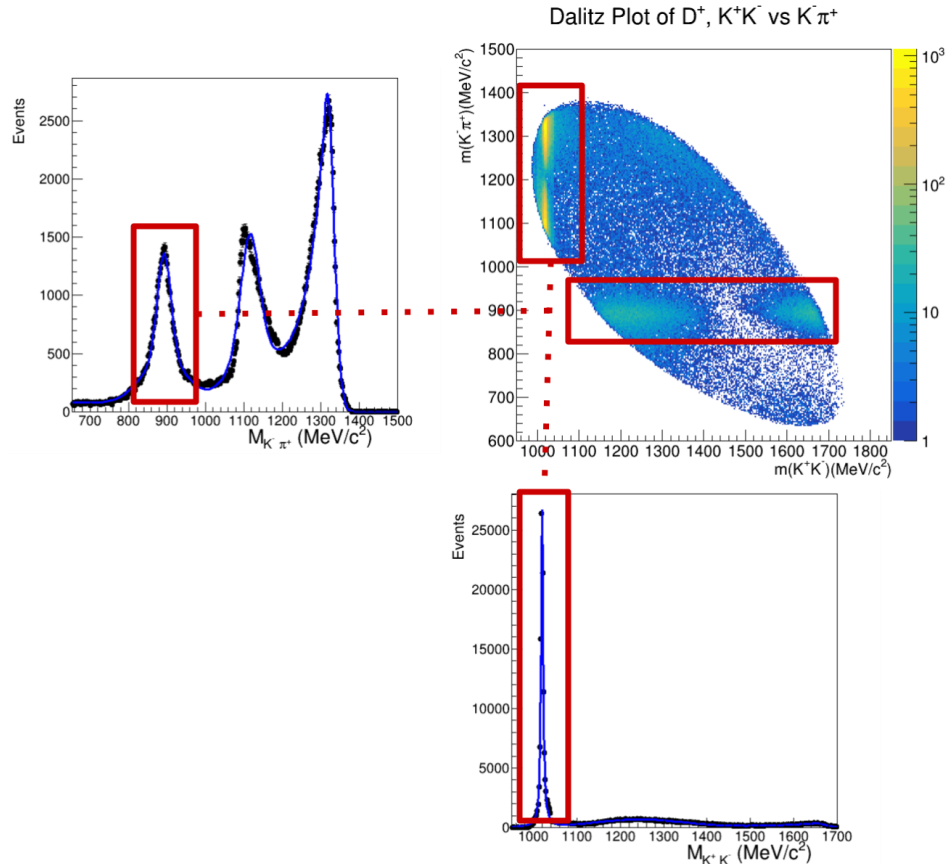 Dalitz Plot of D⁺, K⁺K⁻ vs K⁻π⁺
Events
2500
2000
1500
1000
500
0
700 800 900 1000 1100 1200 1300 1400 1500
M K⁻π⁺ (MeV/c²)
m(K⁻π⁺)(MeV/c²)
1500
1400
1300
1200
1100
1000
900
800
700
600
1000 1100 1200 1300 1400 1500 1600 1700 1800
m(K⁺K⁻)(MeV/c²)
10³
10²
10
1
Events
25000
20000
15000
10000
5000
0
1000 1100 1200 1300 1400 1500 1600 1700
M K⁺K⁻ (MeV/c²)